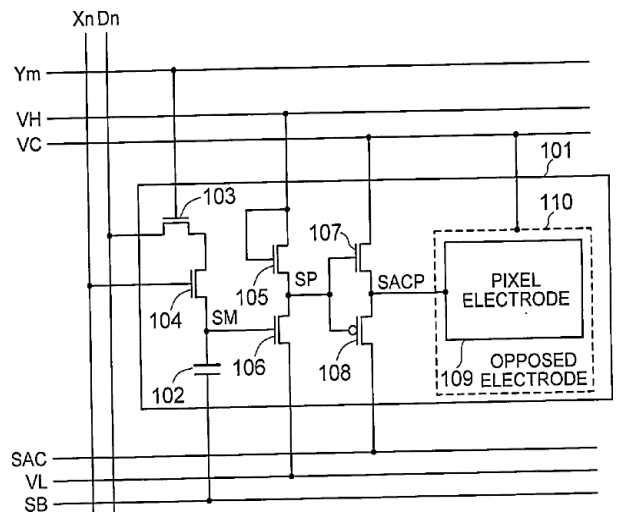 Xn Dn
Ym
VH
VC
101
103
110
107
105
SP
SACP
PIXEL
ELECTRODE
104
SM
106
108
102
109
OPPOSED
ELECTRODE
SAC
VL
SB